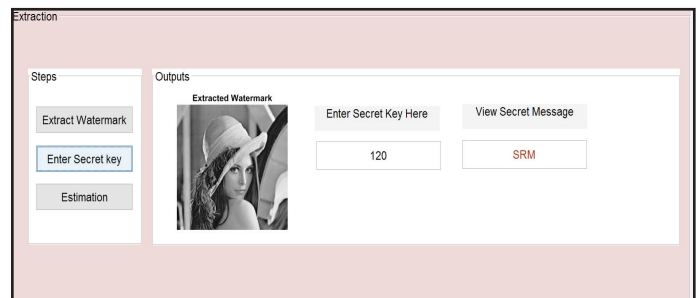 Extraction
Steps
Extract Watermark
Enter Secret key
Estimation
Outputs
Extracted Watermark
Enter Secret Key Here
120
View Secret Message
SRM